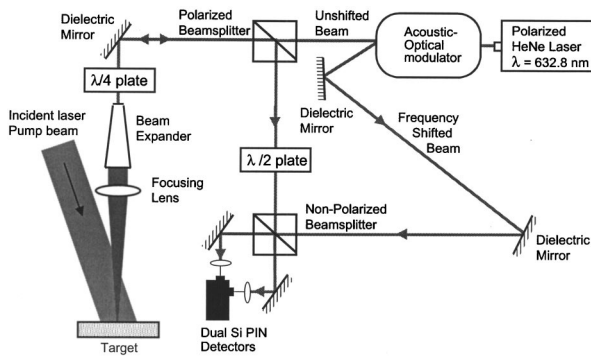 Dielectric
Mirror
Polarized
Beamsplitter
Unshifted
Beam
Acoustic-
Optical
modulator
Polarized
HeNe Laser
λ = 632.8 nm
λ/4 plate
Dielectric
Mirror
Frequency
Shifted
Beam
Incident laser
Pump beam
Beam
Expander
λ /2 plate
Focusing
Lens
Non-Polarized
Beamsplitter
Dielectric
Mirror
Dual Si PIN
Detectors
Target